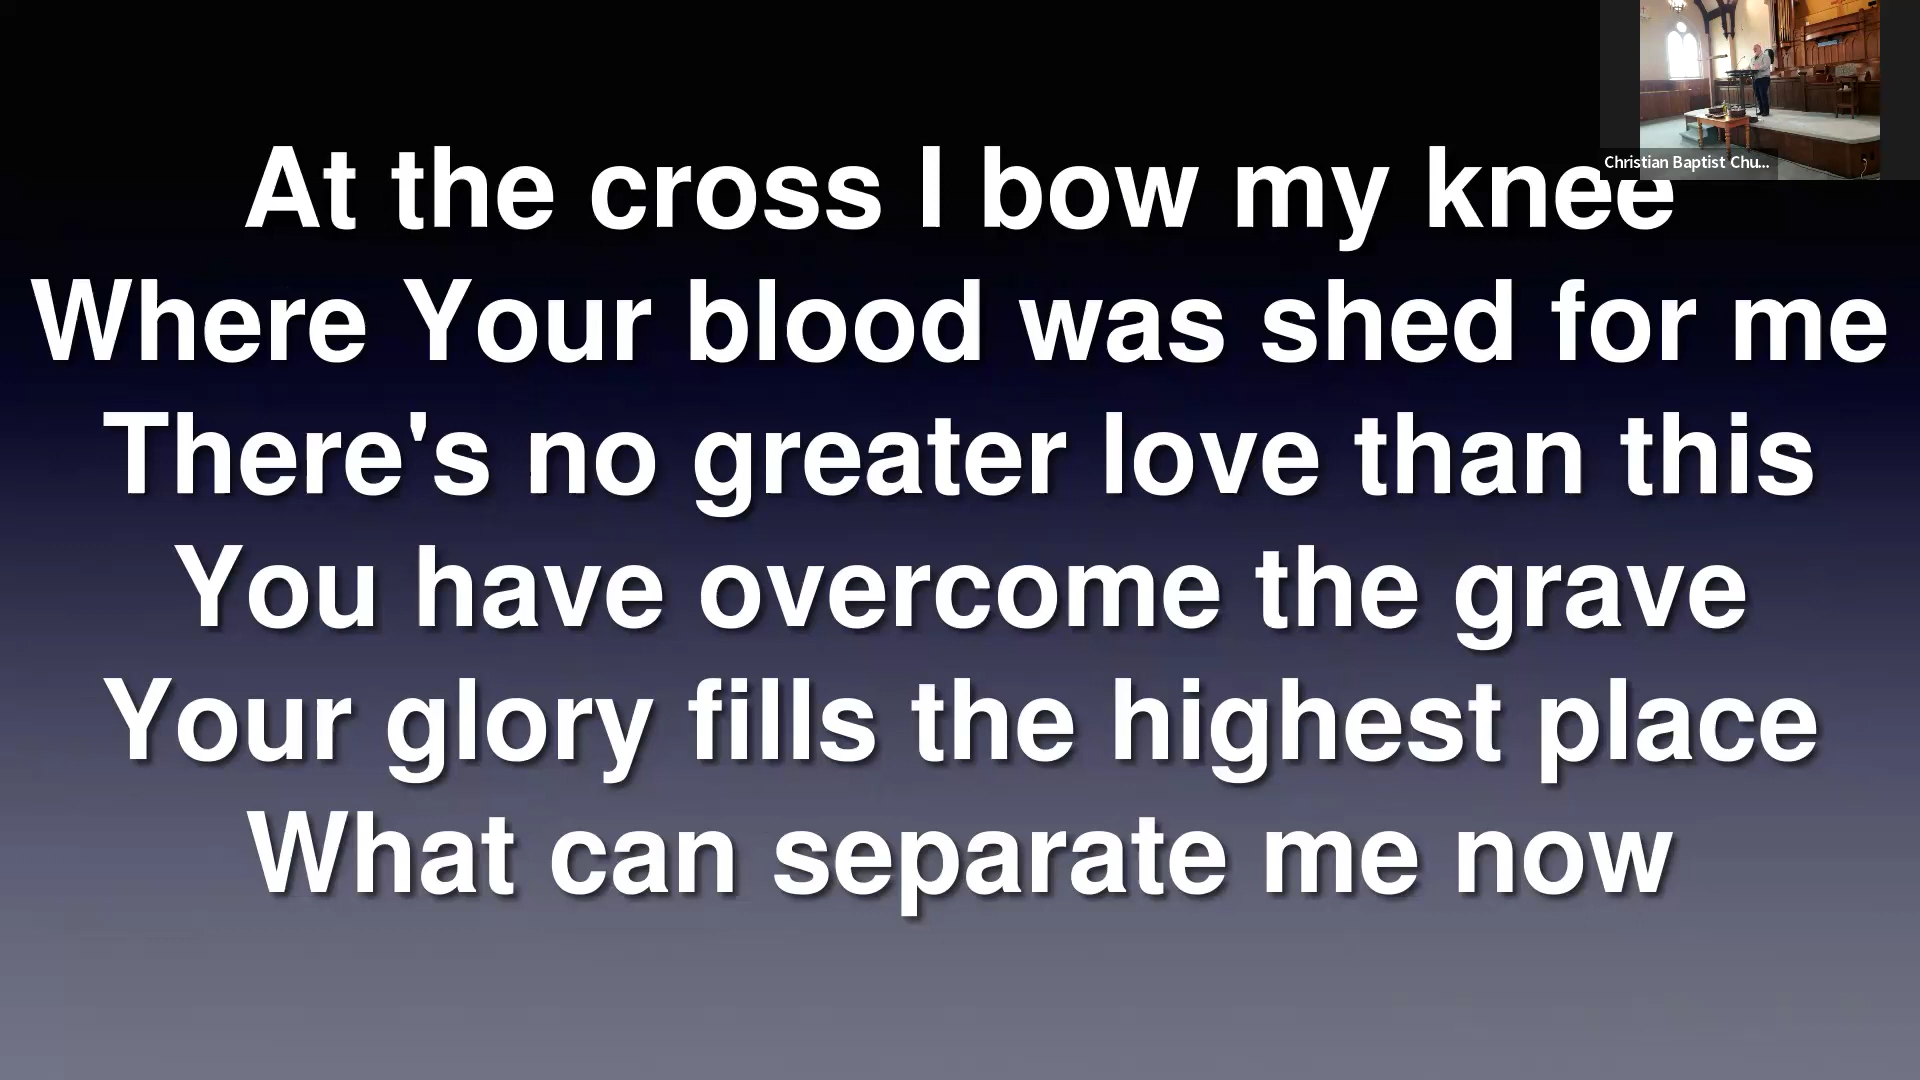 Christian Baptist Chu...
At the cross I bow my knee
Where Your blood was shed for me
There's no greater love than this
You have overcome the grave
Your glory fills the highest place
What can separate me now